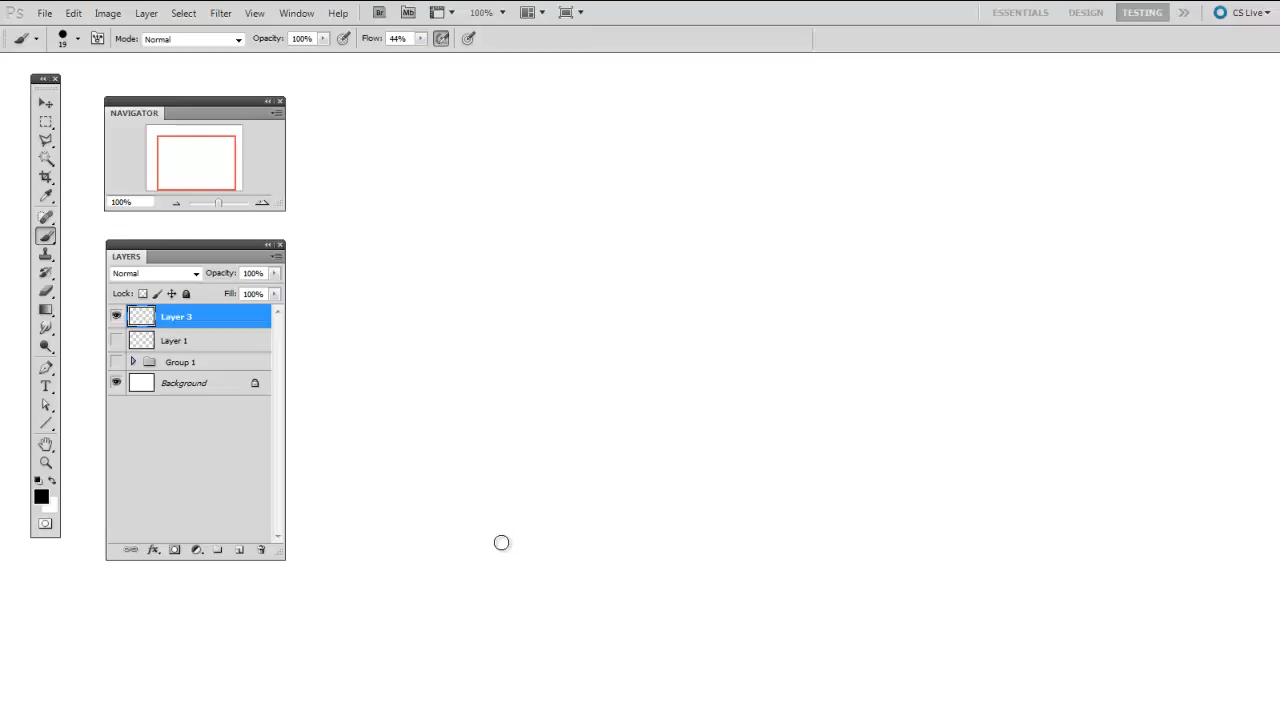 Ps File Edit Image Layer Select Filter View Window Help Br Mb 100% ESSENTIALS DESIGN TESTING CS Live
19 Mode: Normal Opacity: 100% Flow: 44%
NAVIGATOR
100%
LAYERS
Normal Opacity: 100%
Lock: Fill: 100%
Layer 3
Layer 1
Group 1
Background
T
fx